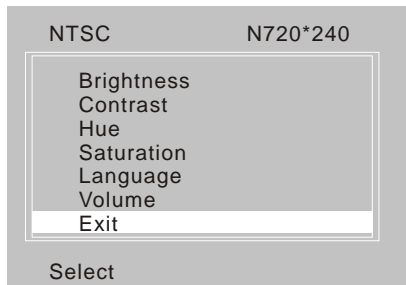 NTSC N720*240
Brightness
Contrast
Hue
Saturation
Language
Volume
Exit
Select